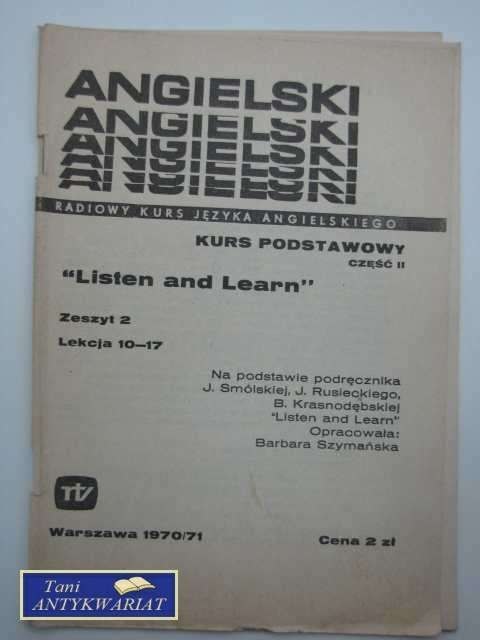 ANGIELSKI
ANGIELSKI
ANGIELSKI
ANGIELSKI
ANGIELSKI
RADIOWY KURS JĘZYKA ANGIELSKIEGO
KURS PODSTAWOWY
CZĘŚĆ II
"Listen and Learn"
Zeszyt 2
Lekcja 10—17
Na podstawie podręcznika
J. Smólskiej, J. Rusieckiego,
B. Krasnodębskiej
"Listen and Learn"
Opracowała:
Barbara Szymańska
TV
Warszawa 1970/71
Cena 2 zł
Tani
ANTYKWARIAT